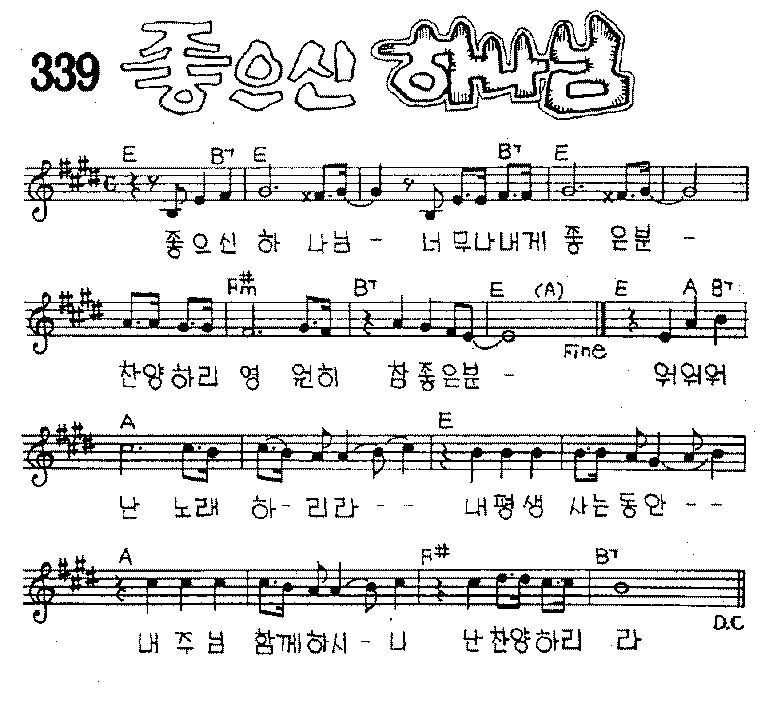 339 좋으신 하나님
E B7 E B7 E
좋으신 하 나님 - 너무나내게 좋 은분 -
F#m B7 E (A) E A B7
Fine
찬양하리 영 원히 참좋은분 - 워워워
A E
난 노래 하-리라 - - 내평생 사는동안 - -
A F# B7
D.C
내 주님 함께하시-니 난찬양하리 라